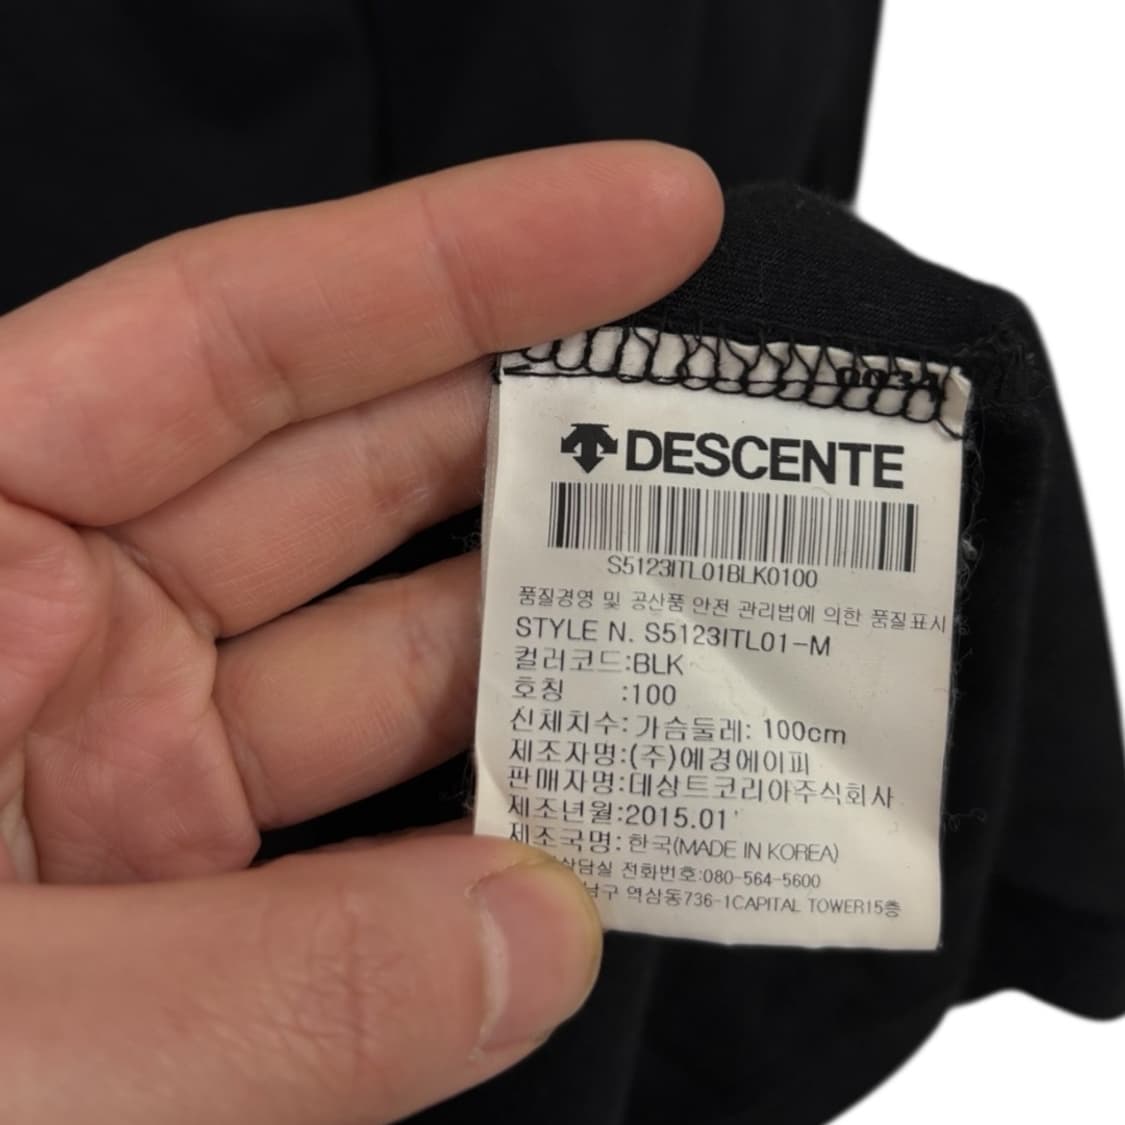 0034
DESCENTE
S5123ITL01BLK0100
품질경영 및 공산품 안전 관리법에 의한 품질표시
STYLE N. S5123ITL01-M
컬러코드:BLK
호칭 :100
신체치수: 가슴둘레: 100cm
제조자명:(주)에경에이피
판매자명:데상트코리아주식회사
제조년월:2015.01
제조국명: 한국(MADE IN KOREA)
상담실 전화번호:080-564-5600
남구 역삼동736-1CAPITAL TOWER15층